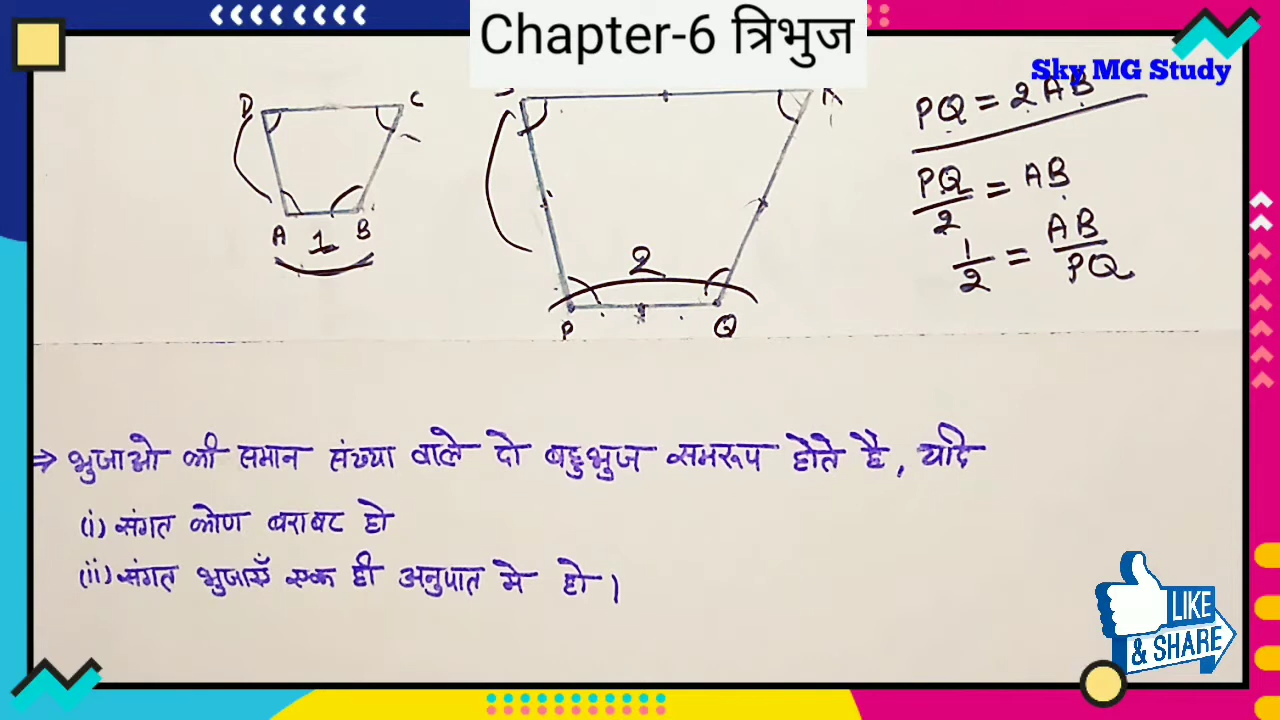 Chapter-6 त्रिभुज
Sky MG Study
D C
A 1 B
2
P Q
PQ = 2AB
PQ/2 = AB
1/2 = AB/PQ
⇒ भुजाओ की समान संख्या वाले दो बहुभुज समरूप होते है, यदि
(i) संगत कोण बराबर हो
(ii) संगत भुजाएँ एक ही अनुपात मे हो।
LIKE
& SHARE